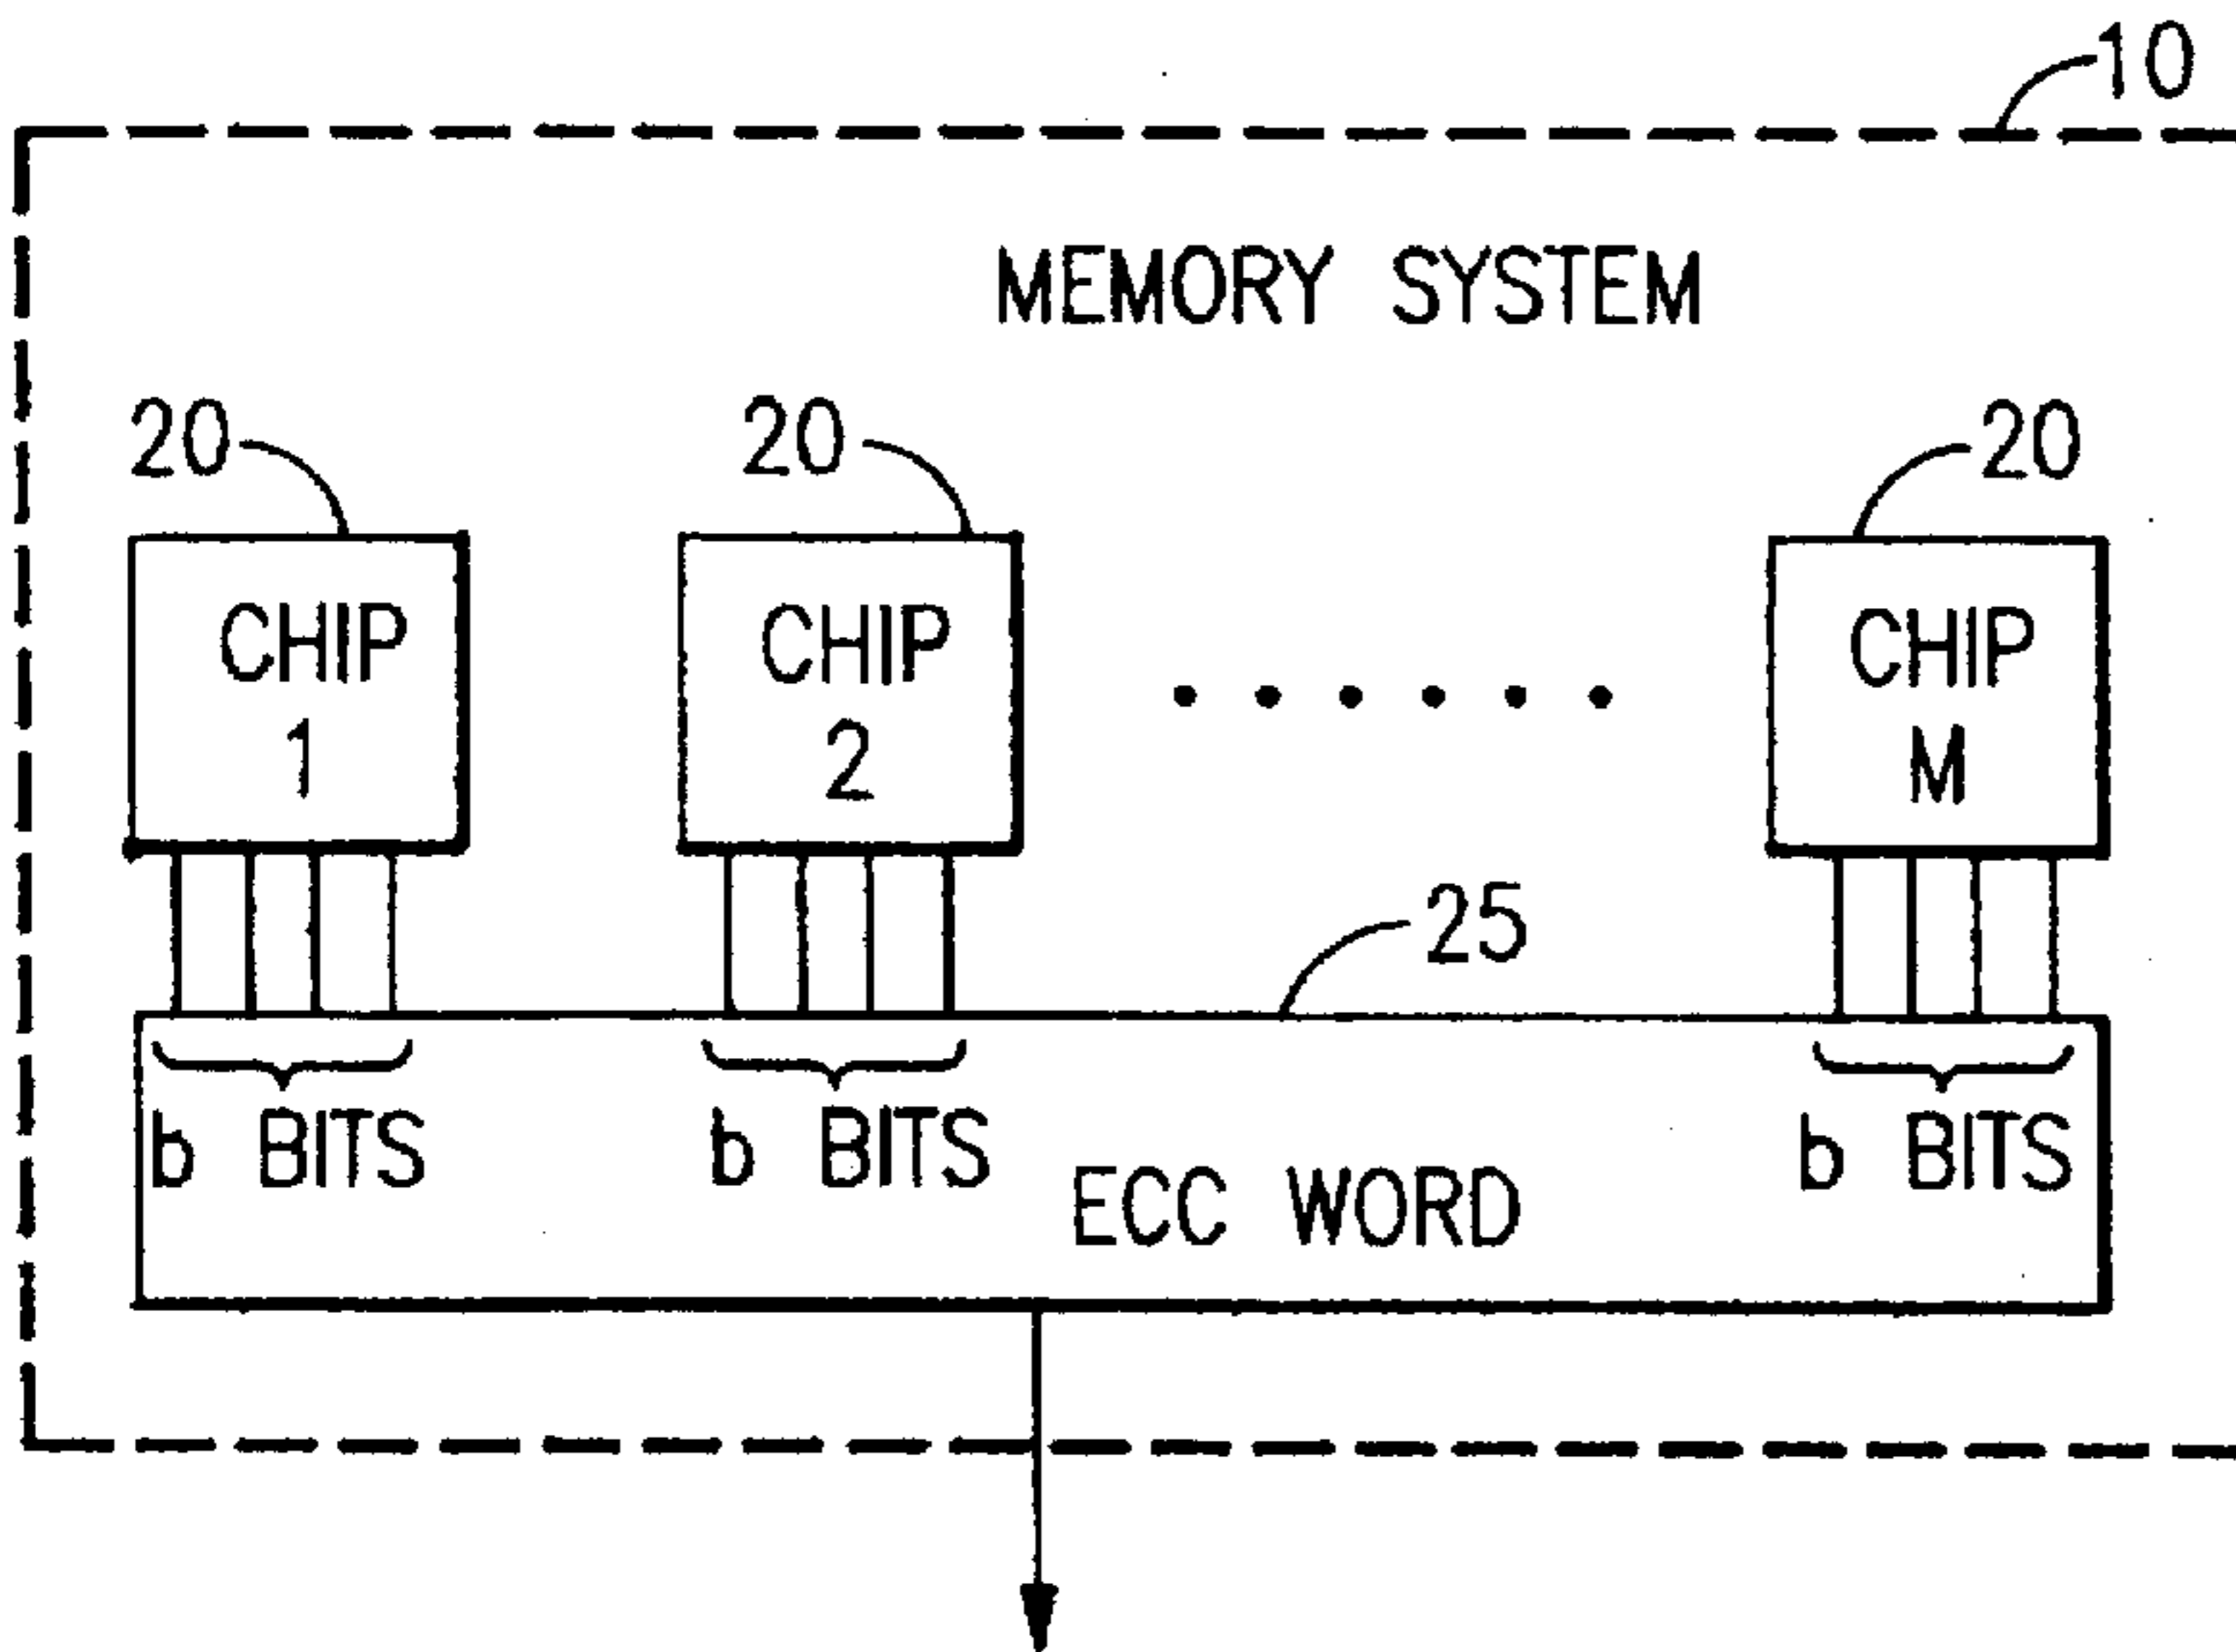 10
MEMORY SYSTEM
20 20 20
CHIP 1
CHIP 2
CHIP M
25
b BITS b BITS b BITS
ECC WORD